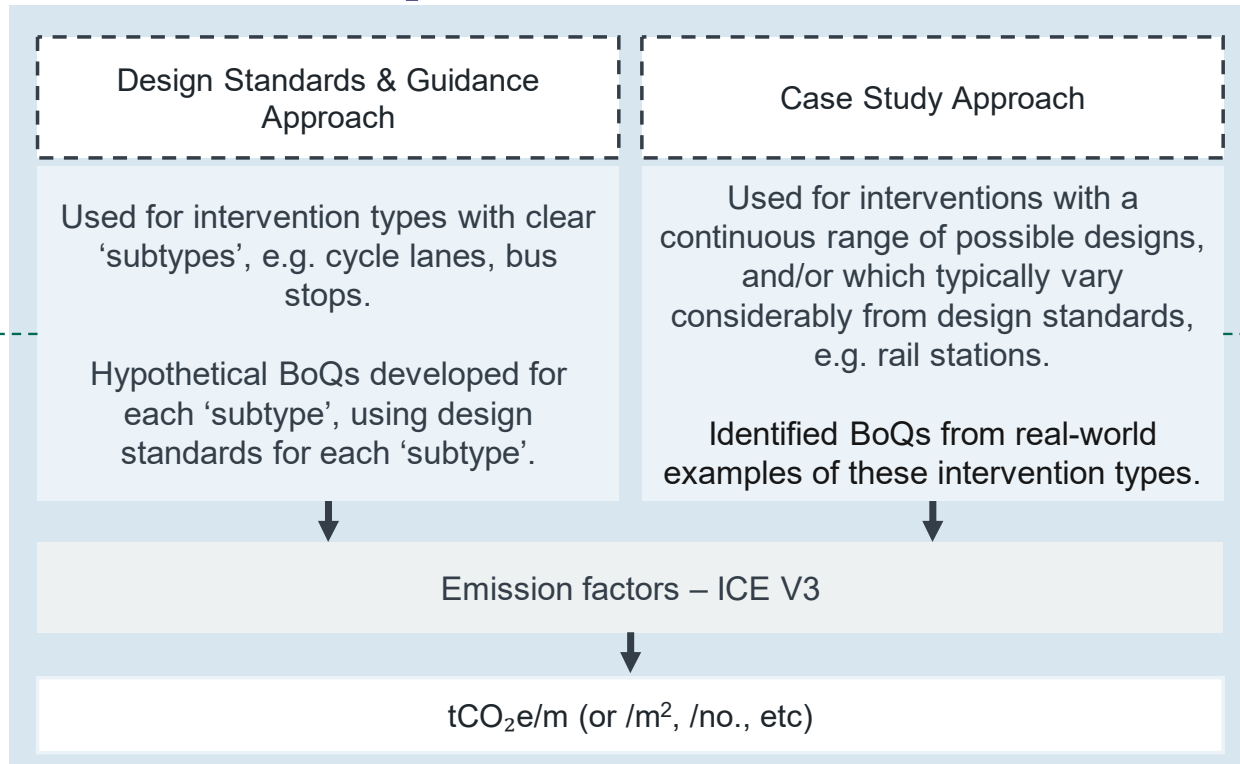 Design Standards & Guidance
Approach
Case Study Approach
Used for intervention types with clear
‘subtypes’, e.g. cycle lanes, bus
stops.
Hypothetical BoQs developed for
each ‘subtype’, using design
standards for each ‘subtype’.
Used for interventions with a
continuous range of possible designs,
and/or which typically vary
considerably from design standards,
e.g. rail stations.
Identified BoQs from real-world
examples of these intervention types.
Emission factors – ICE V3
tCO₂e/m (or /m², /no., etc)